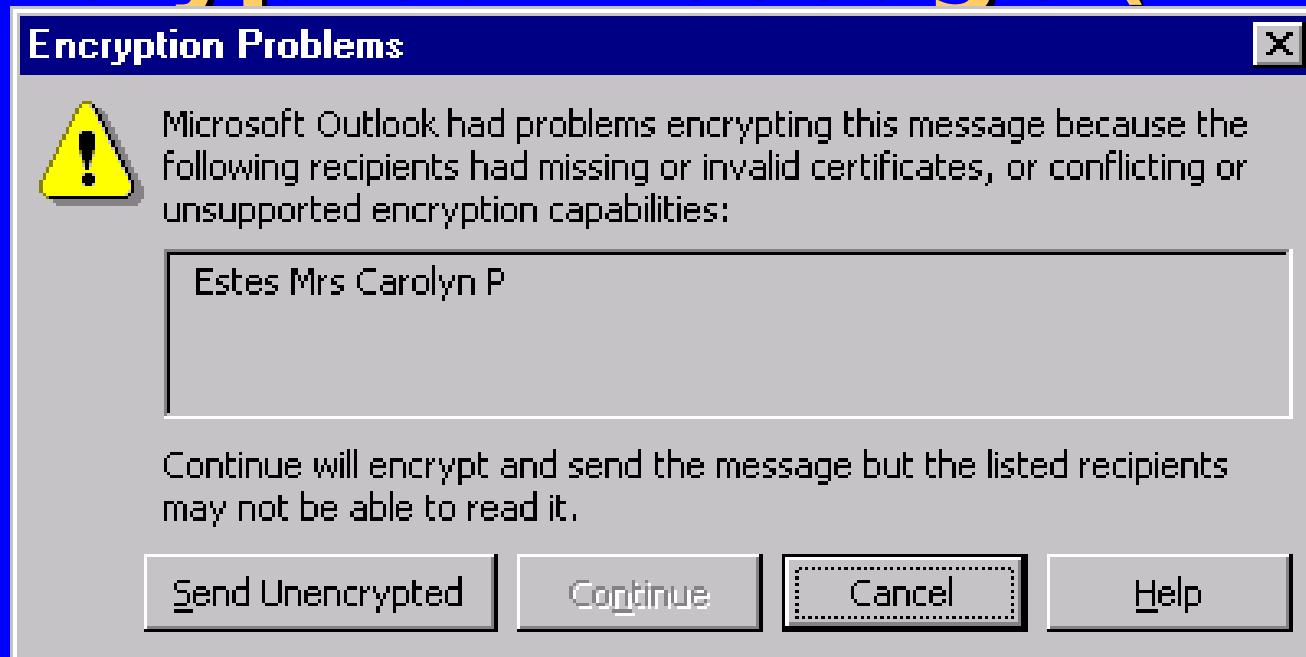 Encryption Problems
Microsoft Outlook had problems encrypting this message because the
following recipients had missing or invalid certificates, or conflicting or
unsupported encryption capabilities:
Estes Mrs Carolyn P
Continue will encrypt and send the message but the listed recipients
may not be able to read it.
Send Unencrypted Continue Cancel Help